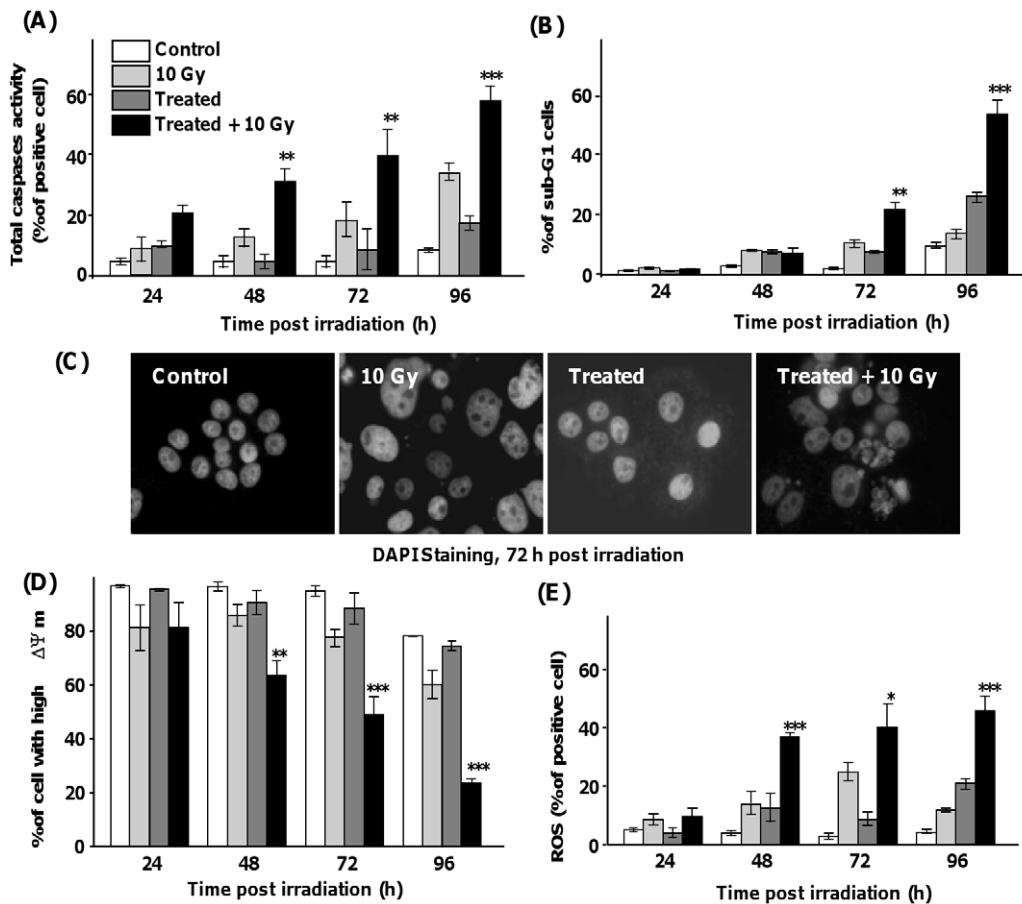 (A)
Total caspases activity
(%of positive cell)
60
40
20
0
Control
10 Gy
Treated
Treated + 10 Gy
**
**
***
24 48 72 96
Time post irradiation (h)
(B)
%of sub-G1 cells
60
40
20
0
**
***
24 48 72 96
Time post irradiation (h)
(C)
Control
10 Gy
Treated
Treated + 10 Gy
DAPIStaining, 72 h post irradiation
(D)
%of cell with high ΔΨ m
80
60
40
20
0
**
***
***
24 48 72 96
Time post irradiation (h)
(E)
ROS (%of positive cell)
60
40
20
0
***
*
***
24 48 72 96
Time post irradiation (h)